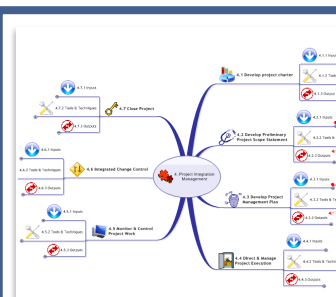 4. Project Integration
Management
4.1 Develop project charter
4.1.1 Inputs
4.1.2 Tools
4.1.3 Output
4.2 Develop Preliminary
Project Scope Statement
4.2.1 Inputs
4.2.2 Tools &
4.2.3 Outputs
4.3 Develop Project
Management Plan
4.3.1 Inputs
4.3.2 Tools &
4.3.3 Outputs
4.4 Direct & Manage
Project Execution
4.4.1 Inputs
4.4.2 Tools & Techni
4.4.3 Outputs
4.5 Monitor & Control
Project Work
4.5.1 Inputs
4.5.2 Tools & Techniques
4.5.3 Outputs
4.6 Integrated Change Control
4.6.1 Inputs
4.6.2 Tools & Techniques
4.6.3 Outputs
4.7 Close Project
4.7.1 Inputs
4.7.2 Tools & Techniques
4.7.3 Outputs